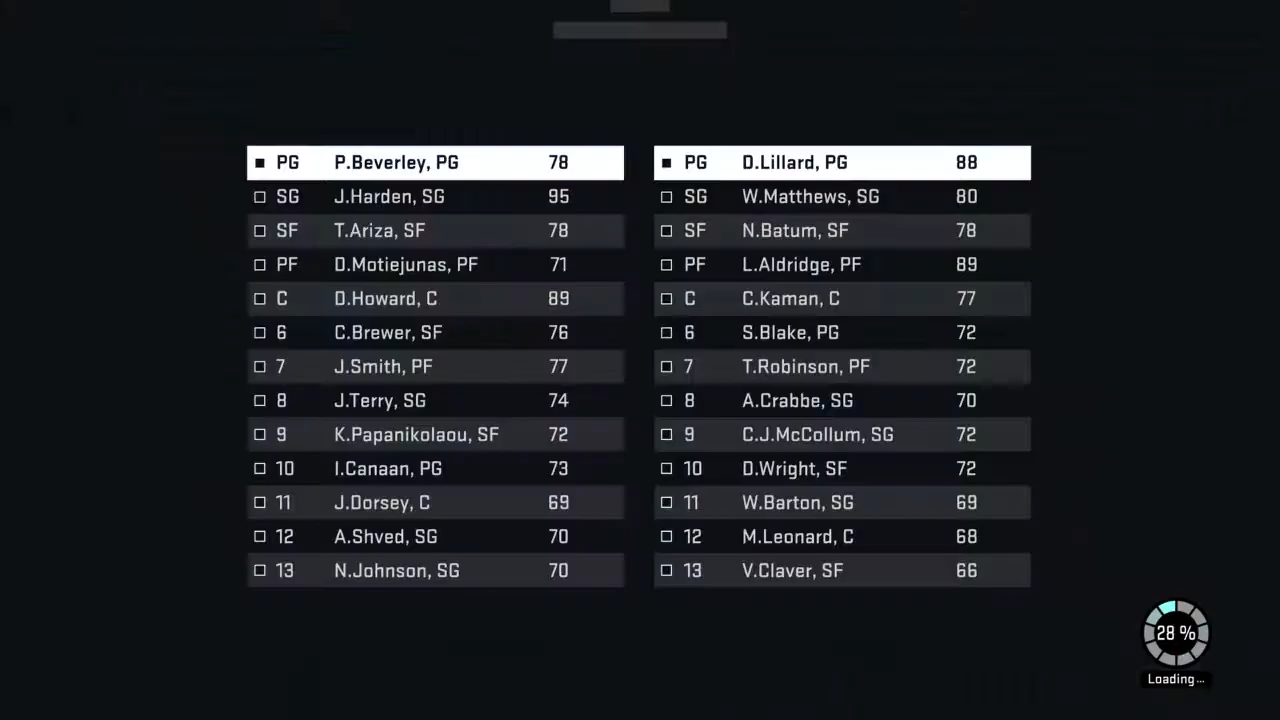 PG P.Beverley, PG 78
SG J.Harden, SG 95
SF T.Ariza, SF 78
PF D.Motiejunas, PF 71
C D.Howard, C 89
6 C.Brewer, SF 76
7 J.Smith, PF 77
8 J.Terry, SG 74
9 K.Papanikolaou, SF 72
10 I.Canaan, PG 73
11 J.Dorsey, C 69
12 A.Shved, SG 70
13 N.Johnson, SG 70
PG D.Lillard, PG 88
SG W.Matthews, SG 80
SF N.Batum, SF 78
PF L.Aldridge, PF 89
C C.Kaman, C 77
6 S.Blake, PG 72
7 T.Robinson, PF 72
8 A.Crabbe, SG 70
9 C.J.McCollum, SG 72
10 D.Wright, SF 72
11 W.Barton, SG 69
12 M.Leonard, C 68
13 V.Claver, SF 66
28 %
Loading...